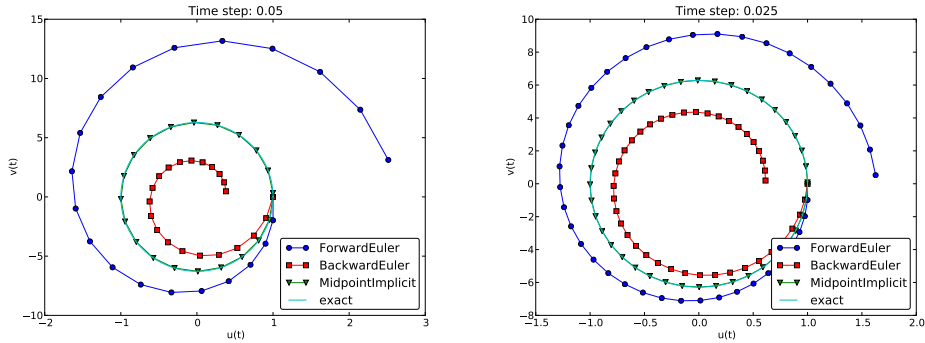 Time step: 0.05
15
10
5
0
−5
−10
−2
−1
0
1
2
3
v(t)
u(t)
ForwardEuler
BackwardEuler
MidpointImplicit
exact
Time step: 0.025
10
8
6
4
2
0
−2
−4
−6
−8
−1.5
−1.0
−0.5
0.0
0.5
1.0
1.5
2.0
v(t)
u(t)
ForwardEuler
BackwardEuler
MidpointImplicit
exact